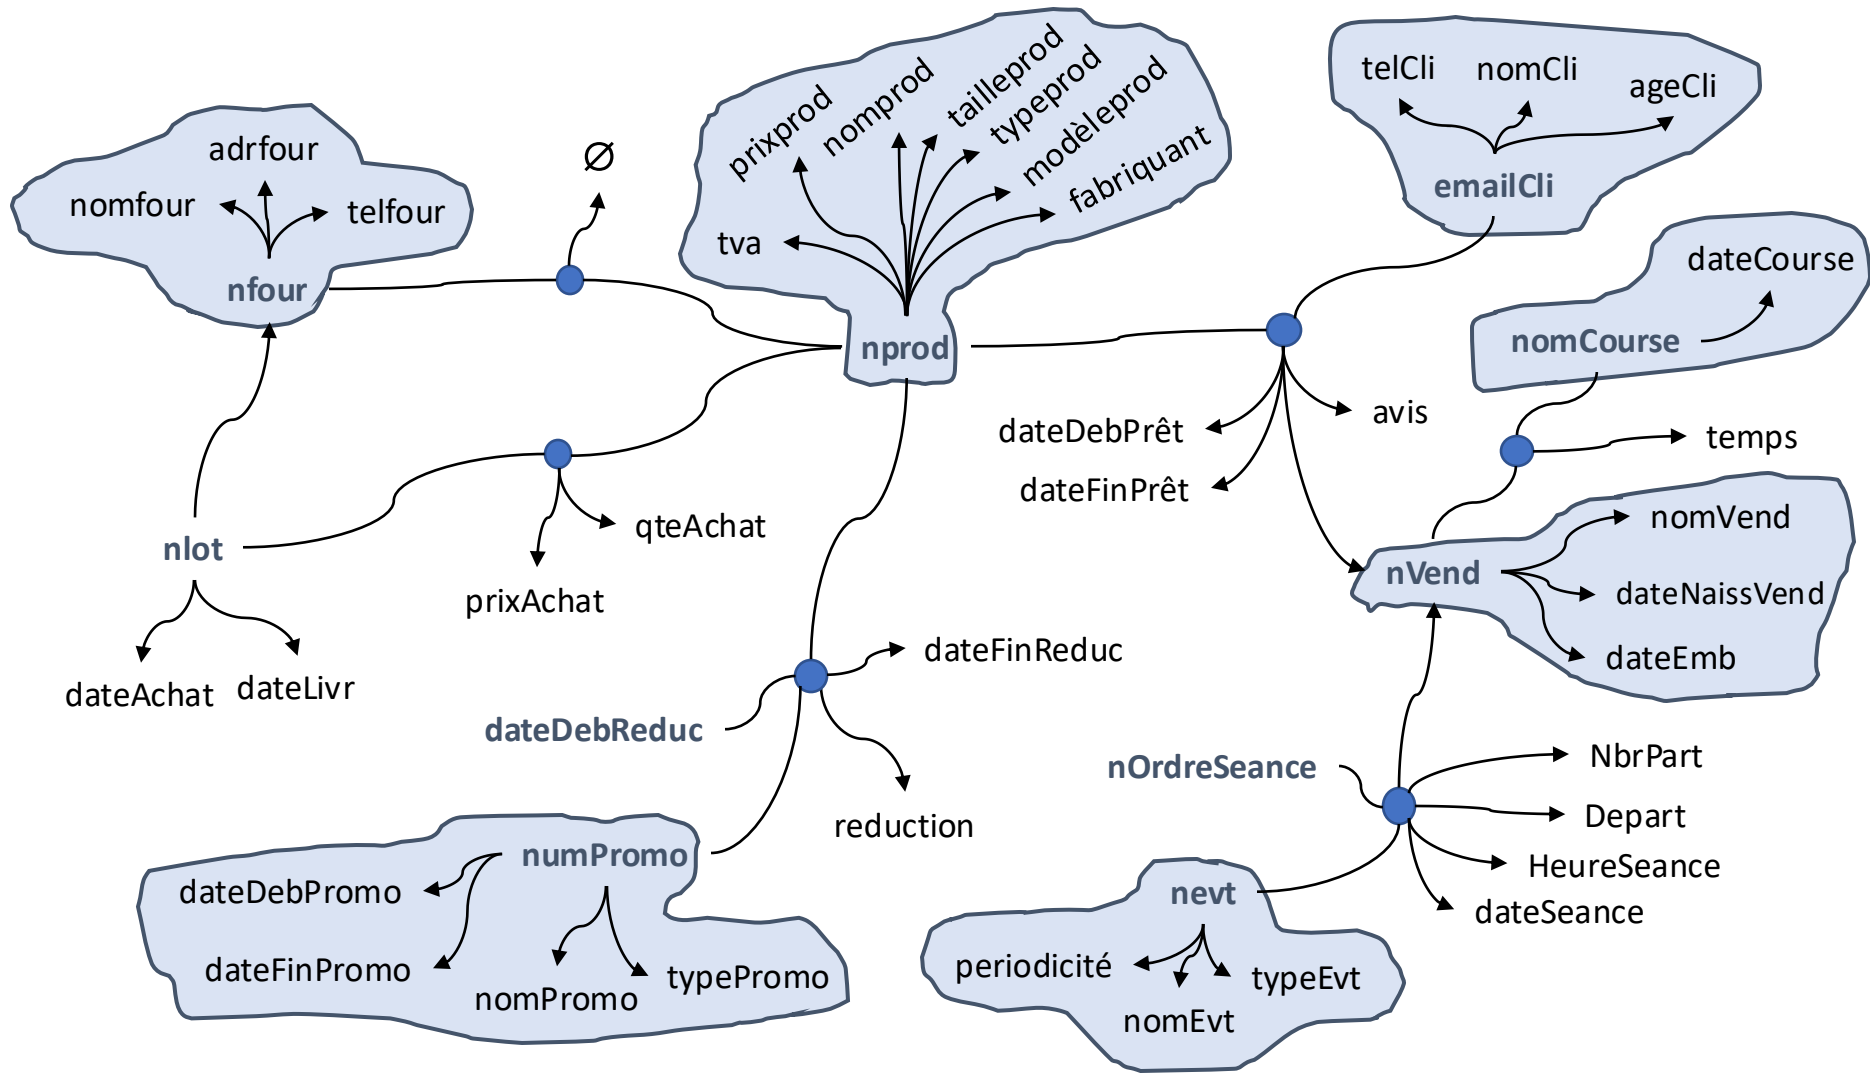 telCli
nomCli
ageCli
emailCli
adrfour
nomfour
telfour
nfour
∅
prixprod
nomprod
tailleprod
typeprod
modèleprod
fabriquant
tva
nprod
dateCourse
nomCourse
avis
dateDebPrêt
dateFinPrêt
temps
nomVend
nVend
dateNaissVend
dateEmb
nlot
qteAchat
prixAchat
dateAchat
dateLivr
dateFinReduc
dateDebReduc
reduction
nOrdreSeance
NbrPart
Depart
HeureSeance
dateSeance
numPromo
dateDebPromo
dateFinPromo
nomPromo
typePromo
nevt
periodicité
typeEvt
nomEvt